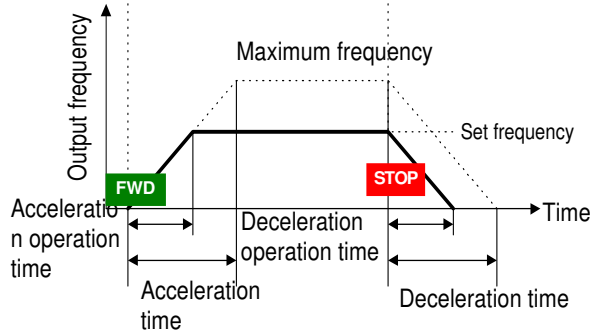 Output frequency
Maximum frequency
Set frequency
FWD
STOP
Time
Acceleratio
n operation
time
Deceleration
operation time
Acceleration
time
Deceleration time